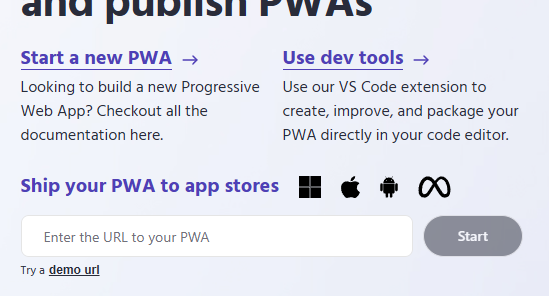 and publish PWAs
Start a new PWA →
Looking to build a new Progressive
Web App? Checkout all the
documentation here.
Use dev tools →
Use our VS Code extension to
create, improve, and package your
PWA directly in your code editor.
Ship your PWA to app stores
Enter the URL to your PWA
Start
Try a demo url